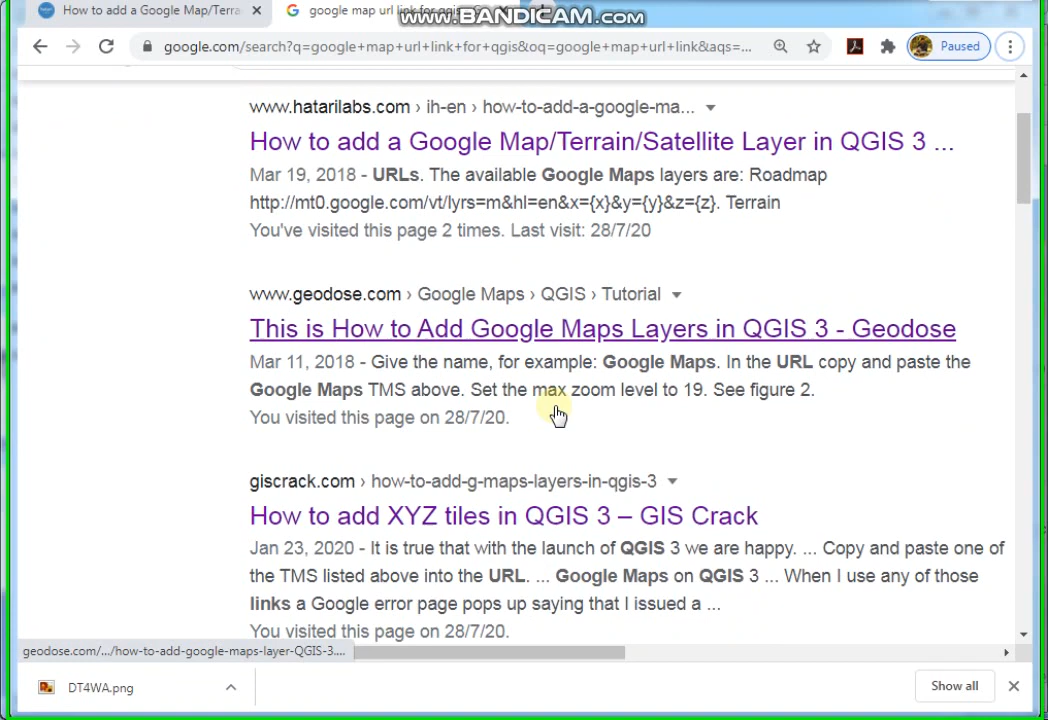 How to add a Google Map/Terra
google map url link for qgis
www.BANDICAM.com
google.com/search?q=google+map+url+link+for+qgis&oq=google+map+url+link&aqs=...
Paused
www.hatarilabs.com › ih-en › how-to-add-a-google-ma...
How to add a Google Map/Terrain/Satellite Layer in QGIS 3 ...
Mar 19, 2018 - URLs. The available Google Maps layers are: Roadmap
http://mt0.google.com/vt/lyrs=m&hl=en&x={x}&y={y}&z={z}. Terrain
You've visited this page 2 times. Last visit: 28/7/20
www.geodose.com › Google Maps › QGIS › Tutorial
This is How to Add Google Maps Layers in QGIS 3 - Geodose
Mar 11, 2018 - Give the name, for example: Google Maps. In the URL copy and paste the
Google Maps TMS above. Set the max zoom level to 19. See figure 2.
You visited this page on 28/7/20.
giscrack.com › how-to-add-g-maps-layers-in-qgis-3
How to add XYZ tiles in QGIS 3 – GIS Crack
Jan 23, 2020 - It is true that with the launch of QGIS 3 we are happy. ... Copy and paste one of
the TMS listed above into the URL. ... Google Maps on QGIS 3 ... When I use any of those
links a Google error page pops up saying that I issued a ...
You visited this page on 28/7/20.
geodose.com/.../how-to-add-google-maps-layer-QGIS-3....
DT4WA.png
Show all